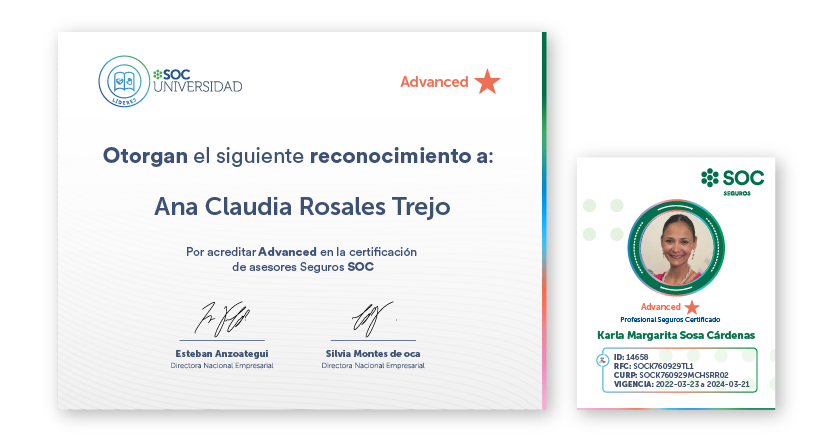 SOC
UNIVERSIDAD
LÍDERES
Advanced
Otorgan el siguiente reconocimiento a:
Ana Claudia Rosales Trejo
Por acreditar Advanced en la certificación
de asesores Seguros SOC
Esteban Anzoategui
Directora Nacional Empresarial
Silvia Montes de oca
Directora Nacional Empresarial
SOC
SEGUROS
Advanced
Profesional Seguros Certificado
Karla Margarita Sosa Cárdenas
ID: 14658
RFC: SOCK760929TL1
CURP: SOCK760929MCHSRR02
VIGENCIA: 2022-03-23 a 2024-03-21